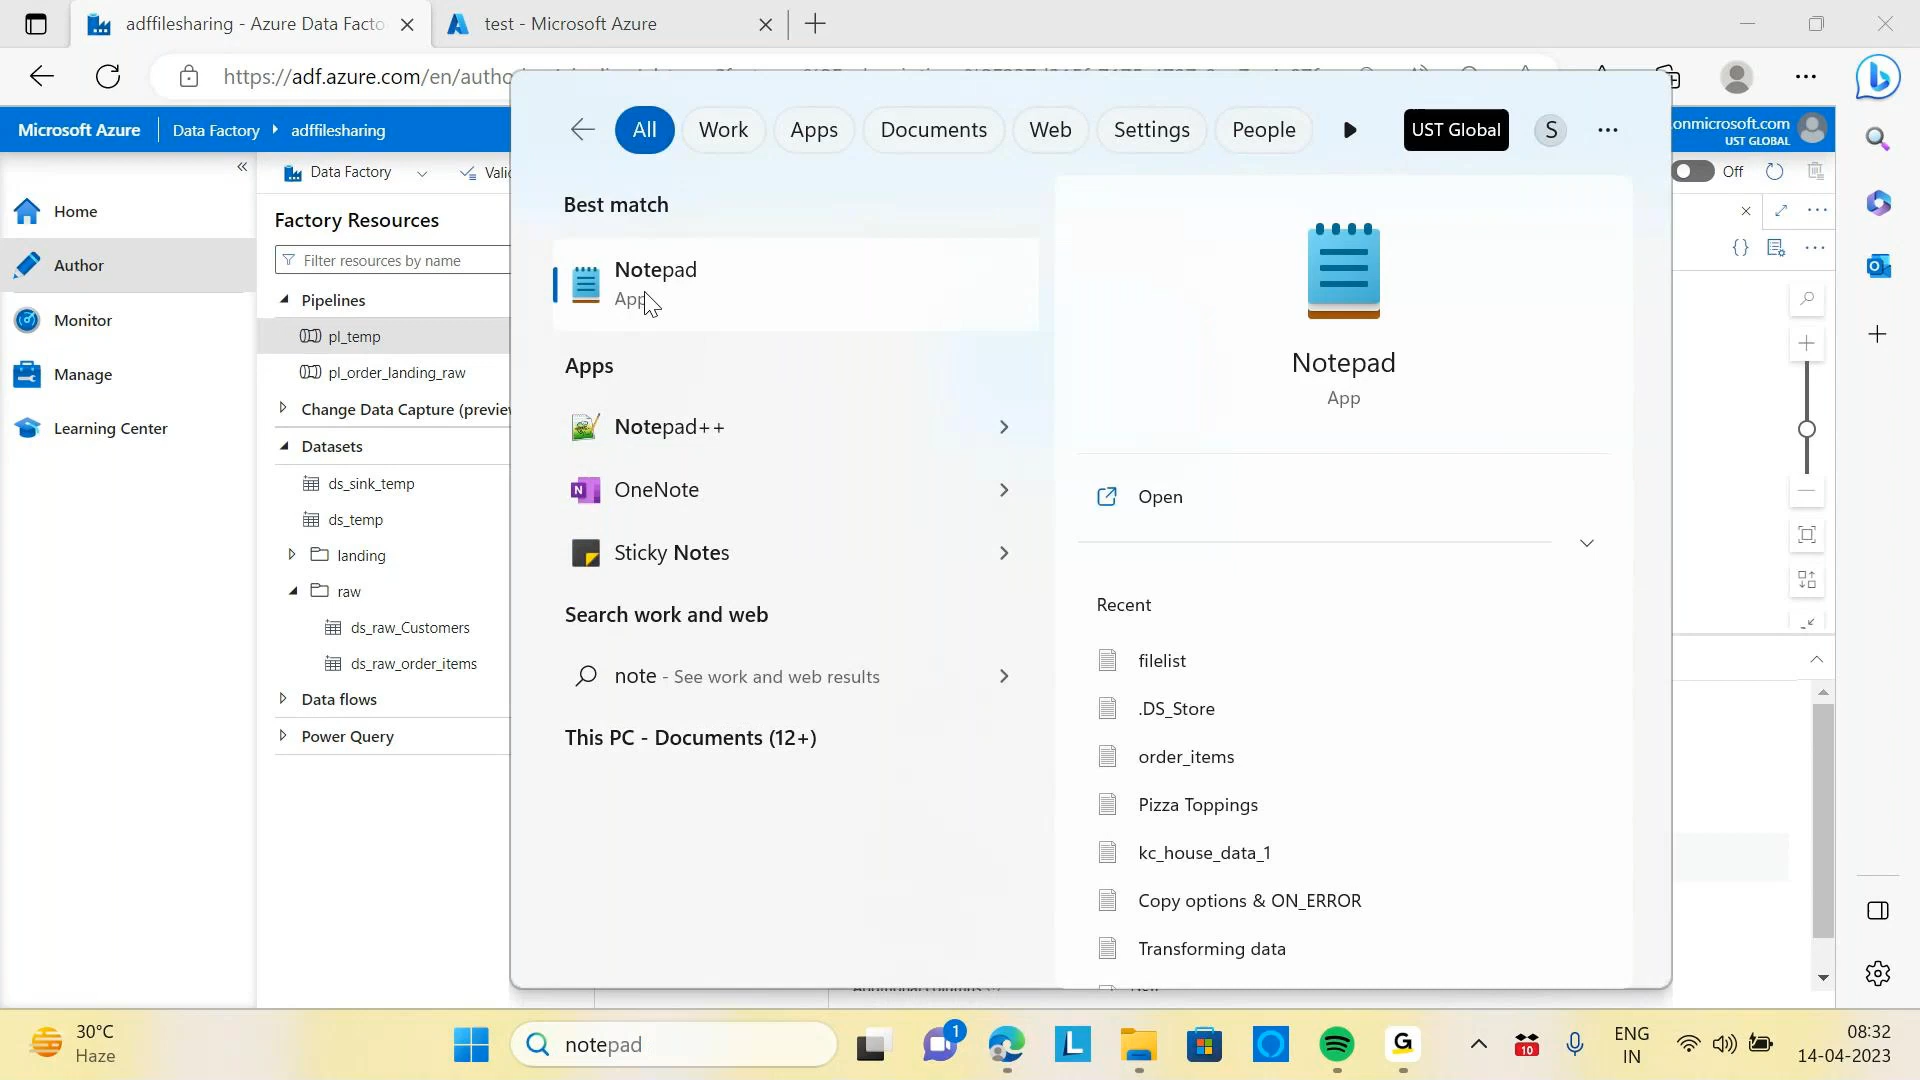 adffilesharing - Azure Data Facto
test - Microsoft Azure
https://adf.azure.com/en/autho
Microsoft Azure
Data Factory
adffilesharing
onmicrosoft.com
UST GLOBAL
Home
Author
Monitor
Manage
Learning Center
Data Factory
Valid
Off
Factory Resources
Filter resources by name
Pipelines
pl_temp
pl_order_landing_raw
Change Data Capture (previe
Datasets
ds_sink_temp
ds_temp
landing
raw
ds_raw_Customers
ds_raw_order_items
Data flows
Power Query
All
Work
Apps
Documents
Web
Settings
People
UST Global
S
Best match
Notepad
App
Apps
Notepad++
OneNote
Sticky Notes
Search work and web
note - See work and web results
This PC - Documents (12+)
Notepad
App
Open
Recent
filelist
.DS_Store
order_items
Pizza Toppings
kc_house_data_1
Copy options & ON_ERROR
Transforming data
30°C
Haze
notepad
1
10
ENG
IN
08:32
14-04-2023